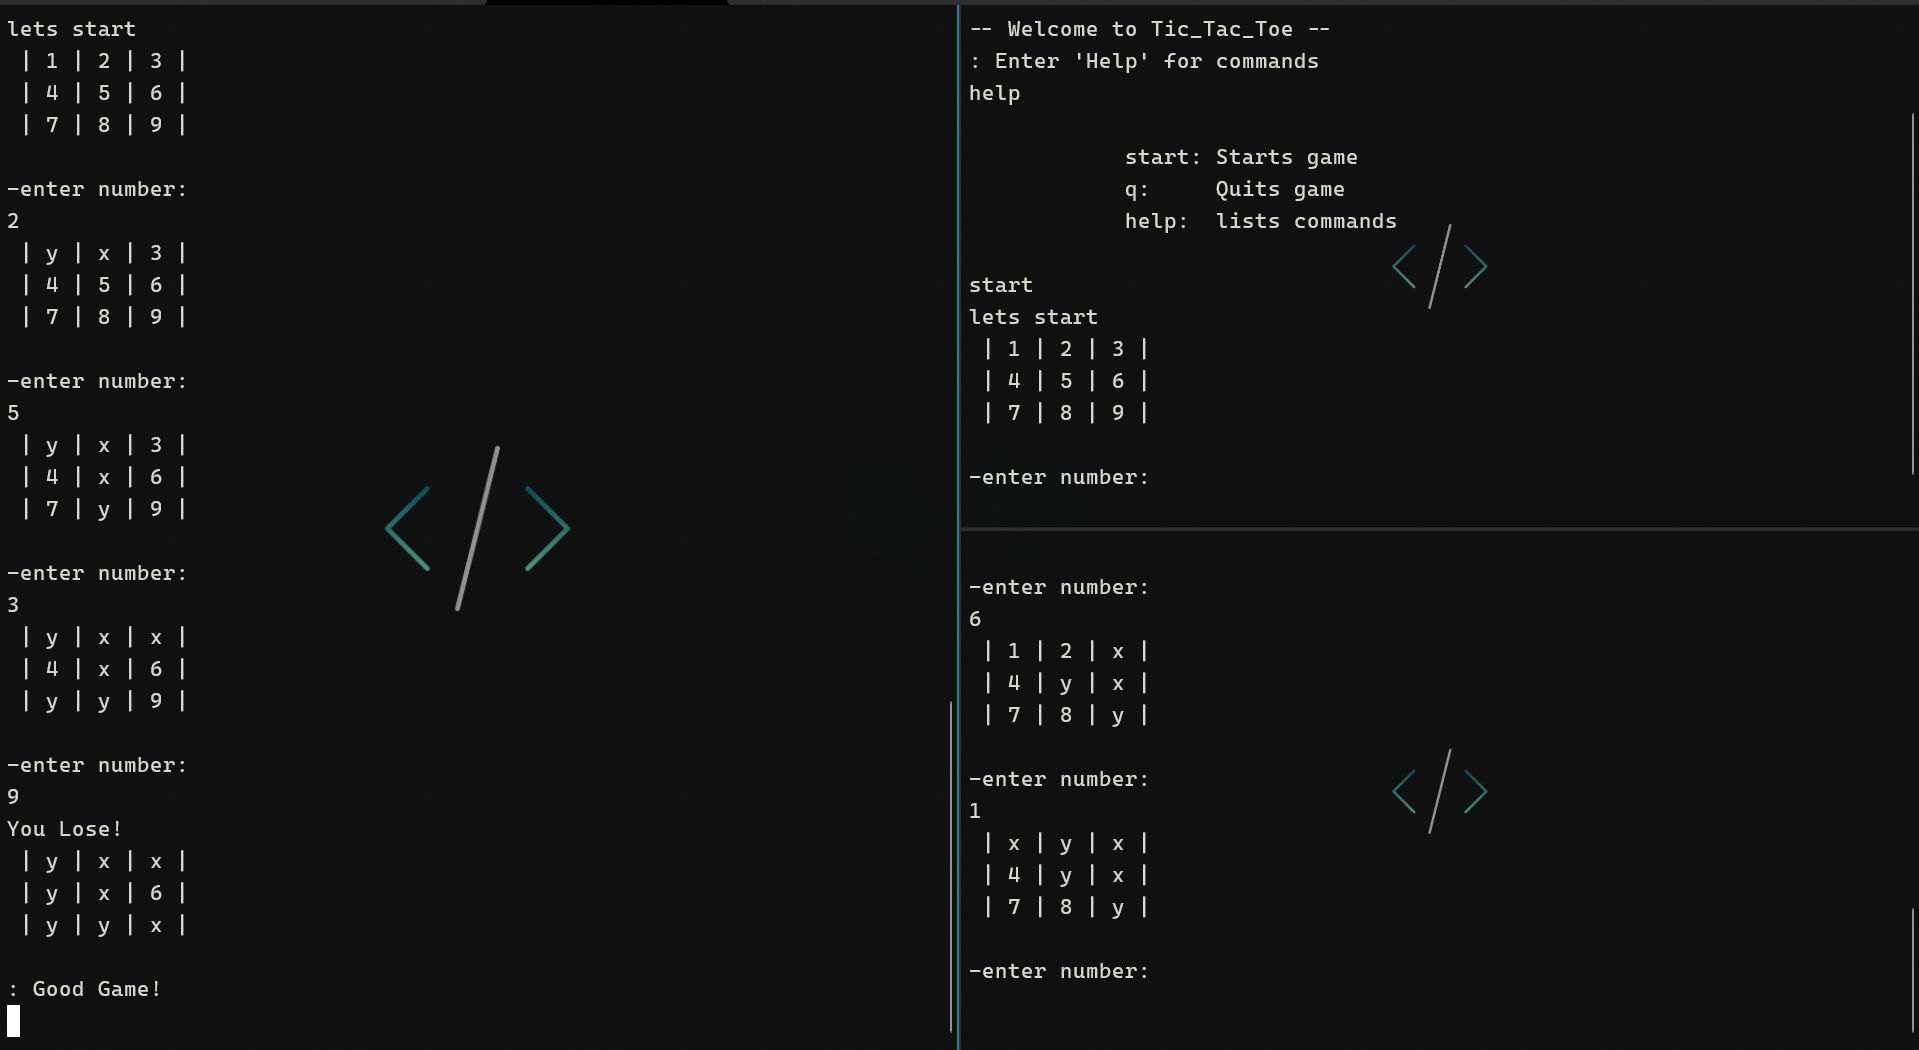 lets start
| 1 | 2 | 3 |
| 4 | 5 | 6 |
| 7 | 8 | 9 |
-enter number:
2
| y | x | 3 |
| 4 | 5 | 6 |
| 7 | 8 | 9 |
-enter number:
5
| y | x | 3 |
| 4 | x | 6 |
| 7 | y | 9 |
-enter number:
3
| y | x | x |
| 4 | x | 6 |
| y | y | 9 |
-enter number:
9
You Lose!
| y | x | x |
| y | x | 6 |
| y | y | x |
: Good Game!
-- Welcome to Tic_Tac_Toe --
: Enter 'Help' for commands
help
start: Starts game
q:     Quits game
help:  lists commands
start
lets start
| 1 | 2 | 3 |
| 4 | 5 | 6 |
| 7 | 8 | 9 |
-enter number:
-enter number:
6
| 1 | 2 | x |
| 4 | y | x |
| 7 | 8 | y |
-enter number:
1
| x | y | x |
| 4 | y | x |
| 7 | 8 | y |
-enter number: